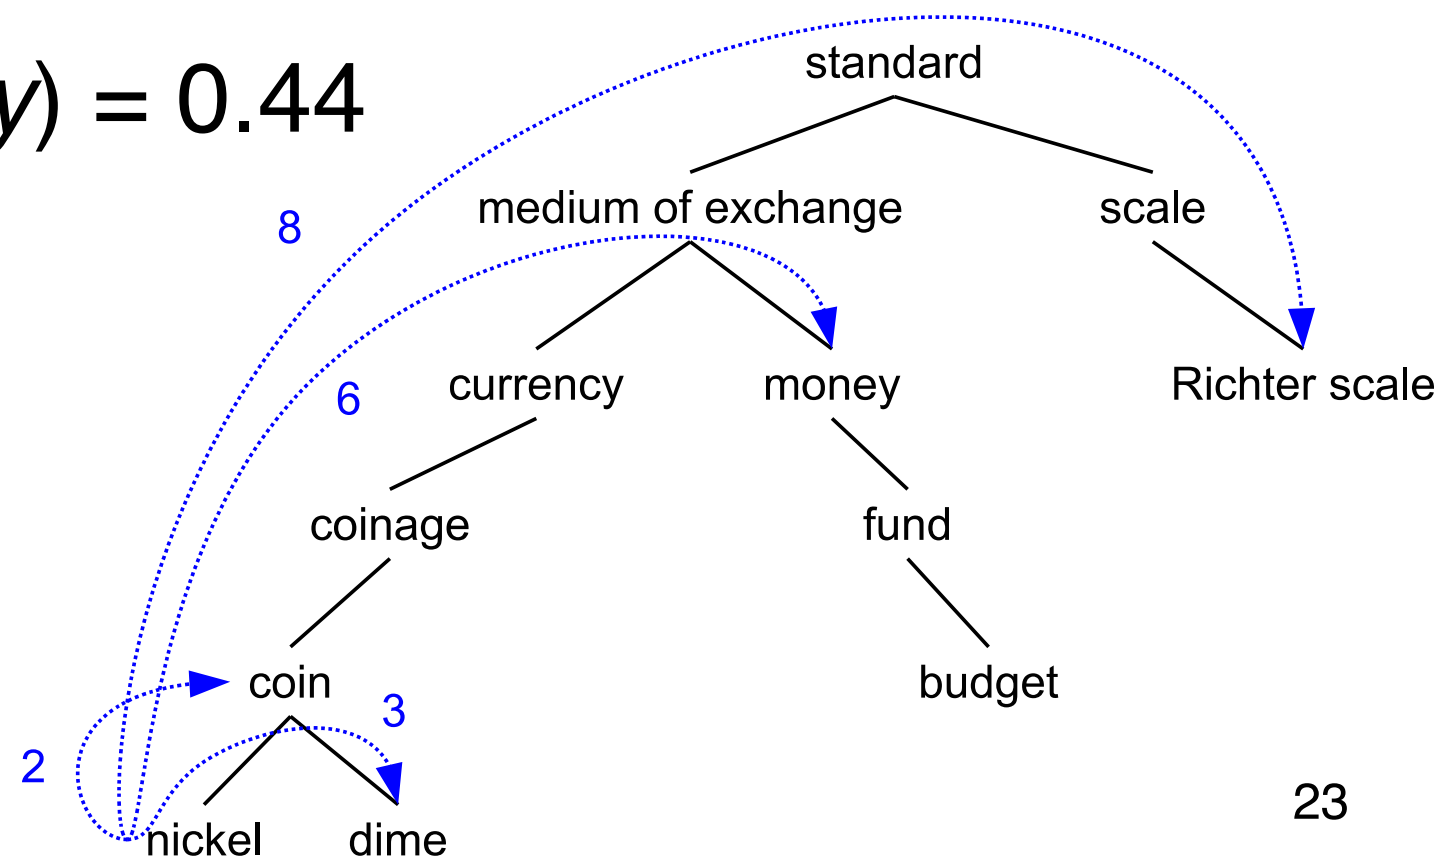 y) = 0.44
standard
8
medium of exchange
scale
6
currency
money
Richter scale
coinage
fund
coin
3
budget
2
23
nickel
dime